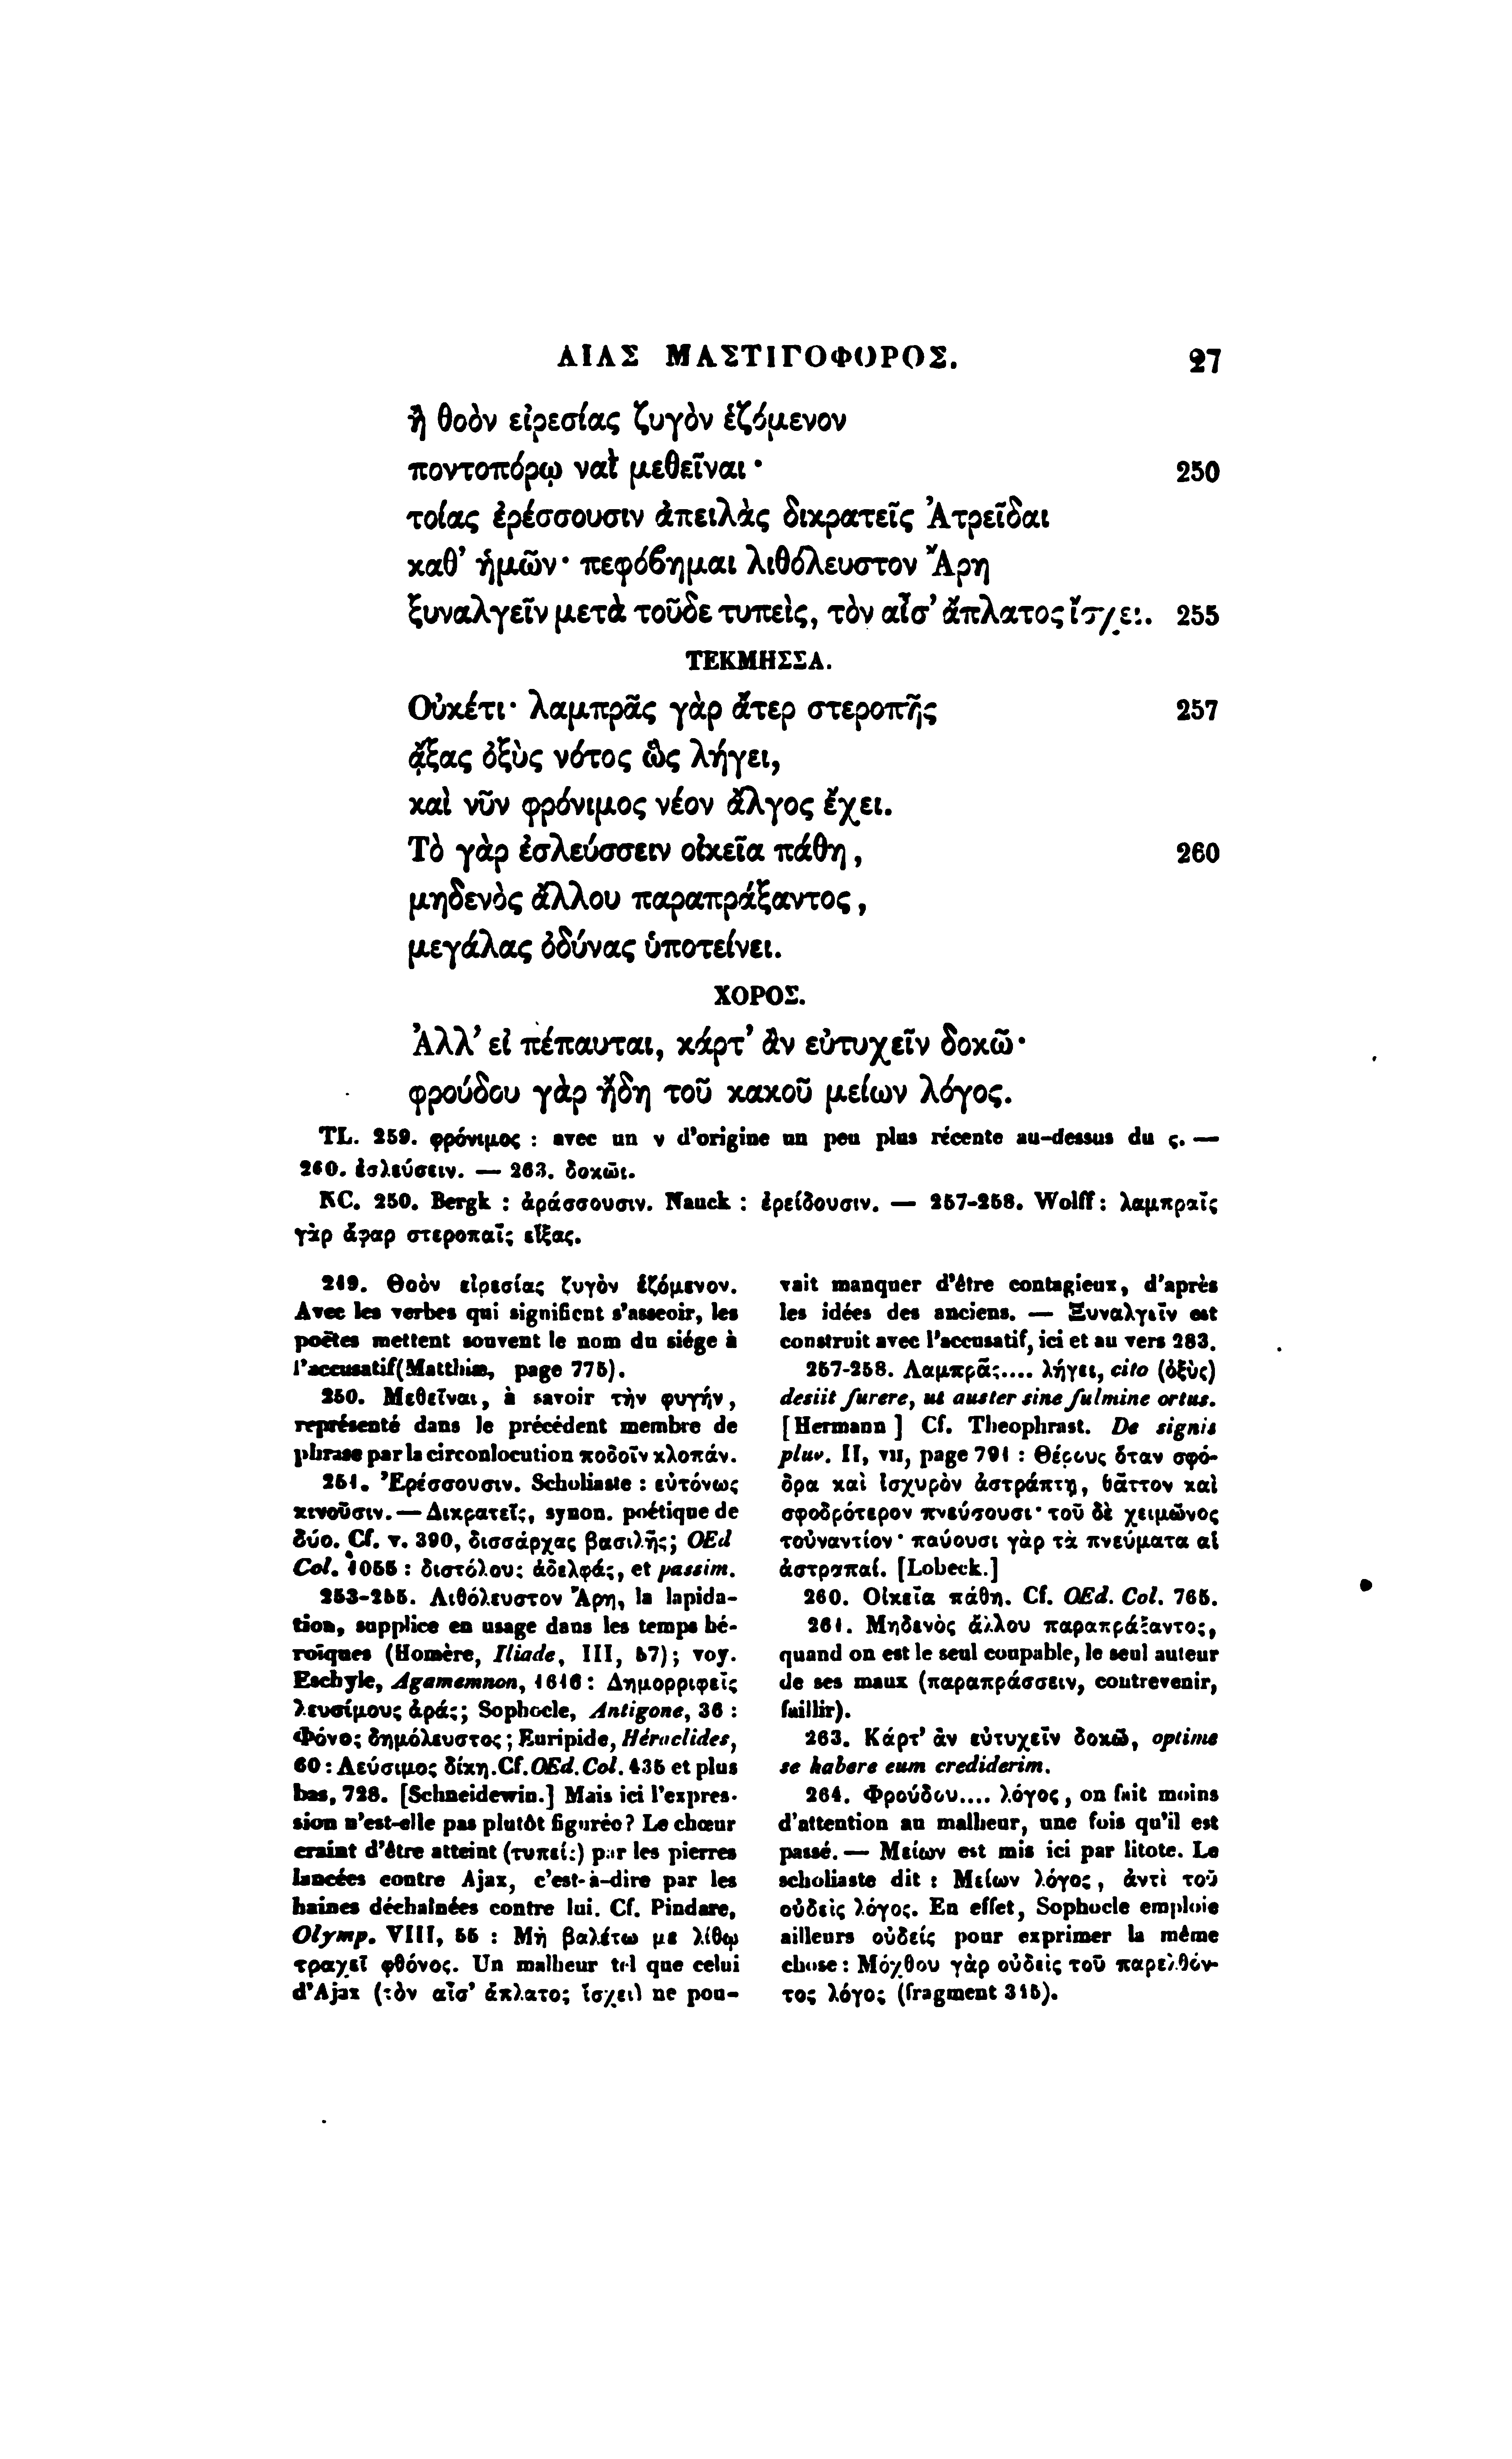 ΑΙΑΣ ΜΑΣΤΙΓΟΦΟΡΟΣ. 27
ἢ θοὸν εἰρεσίας ζυγὸν ἑζόμενον
ποντοπόρῳ ναῒ μεθεῖναι · 250
τοίας ἐρέσσουσιν ἀπειλὰς δικρατεῖς Ἀτρεῖδαι
καθ' ἡμῶν · πεφόβημαι λιθόλευστον Ἄρη
ξυναλγεῖν μετὰ τοῦδε τυπεὶς, τὸν αἶσ' ἄπλατος ἴσχει. 255
ΤΕΚΜΗΣΣΑ.
Οὐκέτι · λαμπρᾶς γὰρ ἄτερ στεροπῆς 257
ᾄξας ὀξὺς νότος ὣς λήγει,
καὶ νῦν φρόνιμος νέον ἄλγος ἔχει.
Τὸ γὰρ ἐσλεύσσειν οἰκεῖα πάθη, 260
μηδενὸς ἄλλου παραπράξαντος,
μεγάλας ὀδύνας ὑποτείνει.
ΧΟΡΟΣ.
Ἀλλ' εἰ πέπαυται, κάρτ' ἂν εὐτυχεῖν δοκῶ ·
φρούδου γὰρ ἤδη τοῦ κακοῦ μείων λόγος.
TL. 259. φρόνιμος : avec un ν d'origine un peu plus récente au-dessus du ς. —
260. ἐσλεύσειν. — 263. δοκῶι.
NC. 250. Bergk : ἀράσσουσιν. Nauck : ἐρείδουσιν. — 257-258. Wolff : λαμπραῖς
γὰρ ἄφαρ στεροπαῖς εἴξας.
249. Θοὸν εἰρεσίας ζυγὸν ἑζόμενον.
Avec les verbes qui signifient s'asseoir, les
poëtes mettent souvent le nom du siége à
l'accusatif (Matthiæ, page 775).
250. Μεθεῖναι, à savoir τὴν φυγήν,
représenté dans le précédent membre de
phrase par la circonlocution ποδοῖν κλοπάν.
251. Ἐρέσσουσιν. Scholiaste : εὐτόνως
κινοῦσιν. — Δικρατεῖς, synon. poétique de
δύο. Cf. v. 390, δισσάρχας βασιλῆς; OEd
Col. 1055 : διστόλους ἀδελφάς, et passim.
253-255. Λιθόλευστον Ἄρη, la lapida-
tion, supplice en usage dans les temps hé-
roïques (Homère, Iliade, III, 57); voy.
Eschyle, Agamemnon, 1616 : Δημορριφεῖς
λευσίμους ἀράς; Sophocle, Antigone, 36 :
Φόνος δημόλευστος; Euripide, Héraclides,
60 : Λεύσιμος δίκη. Cf. OEd. Col. 435 et plus
bas, 728. [Schneidewin.] Mais ici l'expres-
sion n'est-elle pas plutôt figurée? Le chœur
craint d'être atteint (τυπείς) par les pierres
lancées contre Ajax, c'est-à-dire par les
haines déchaînées contre lui. Cf. Pindare,
Olymp. VIII, 55 : Μὴ βαλέτω με λίθῳ
τραχεῖ φθόνος. Un malheur tel que celui
d'Ajax (τὸν αἶσ' ἄπλατος ἴσχει) ne pou-
vait manquer d'être contagieux, d'après
les idées des anciens. — Ξυναλγεῖν est
construit avec l'accusatif, ici et au vers 283.
257-258. Λαμπρᾶς.... λήγει, cito (ὀξὺς)
desiit furere, ut auster sine fulmine ortus.
[Hermann] Cf. Theophrast. De signis
pluv. II, VII, page 791 : Θέρους ὅταν σφό-
δρα καὶ ἰσχυρὸν ἀστράπτῃ, θᾶττον καὶ
σφοδρότερον πνεύσουσι · τοῦ δὲ χειμῶνος
τοὐναντίον · παύουσι γὰρ τὰ πνεύματα αἱ
ἀστραπαί. [Lobeck.]
260. Οἰκεῖα πάθη. Cf. OEd. Col. 765.
261. Μηδενὸς ἄλλου παραπράξαντος,
quand on est le seul coupable, le seul auteur
de ses maux (παραπράσσειν, contrevenir,
faillir).
263. Κάρτ' ἂν εὐτυχεῖν δοκῶ, optime
se habere eum crediderim.
264. Φρούδου.... λόγος, on fait moins
d'attention au malheur, une fois qu'il est
passé. — Μείων est mis ici par litote. Le
scholiaste dit : Μείων λόγος, ἀντὶ τοῦ
οὐδεὶς λόγος. En effet, Sophocle emploie
ailleurs οὐδείς pour exprimer la même
chose : Μόχθου γὰρ οὐδεὶς τοῦ παρελθόν-
τος λόγος (fragment 315).